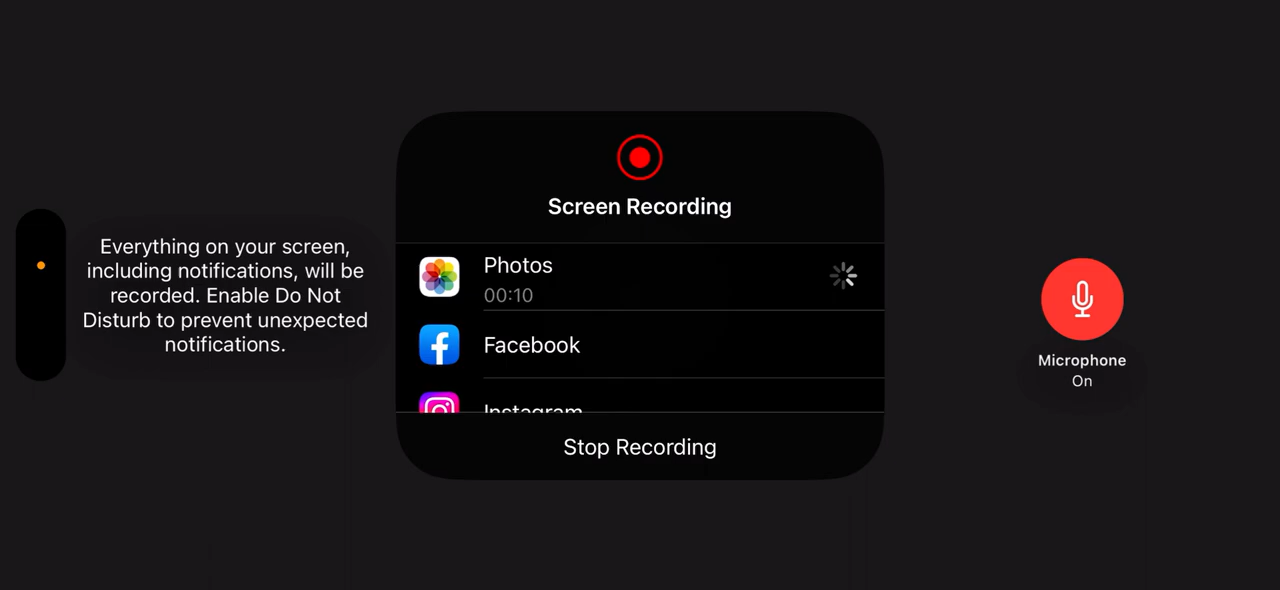 Everything on your screen,
including notifications, will be
recorded. Enable Do Not
Disturb to prevent unexpected
notifications.
Screen Recording
Photos
00:10
Facebook
Instagram
Stop Recording
Microphone
On